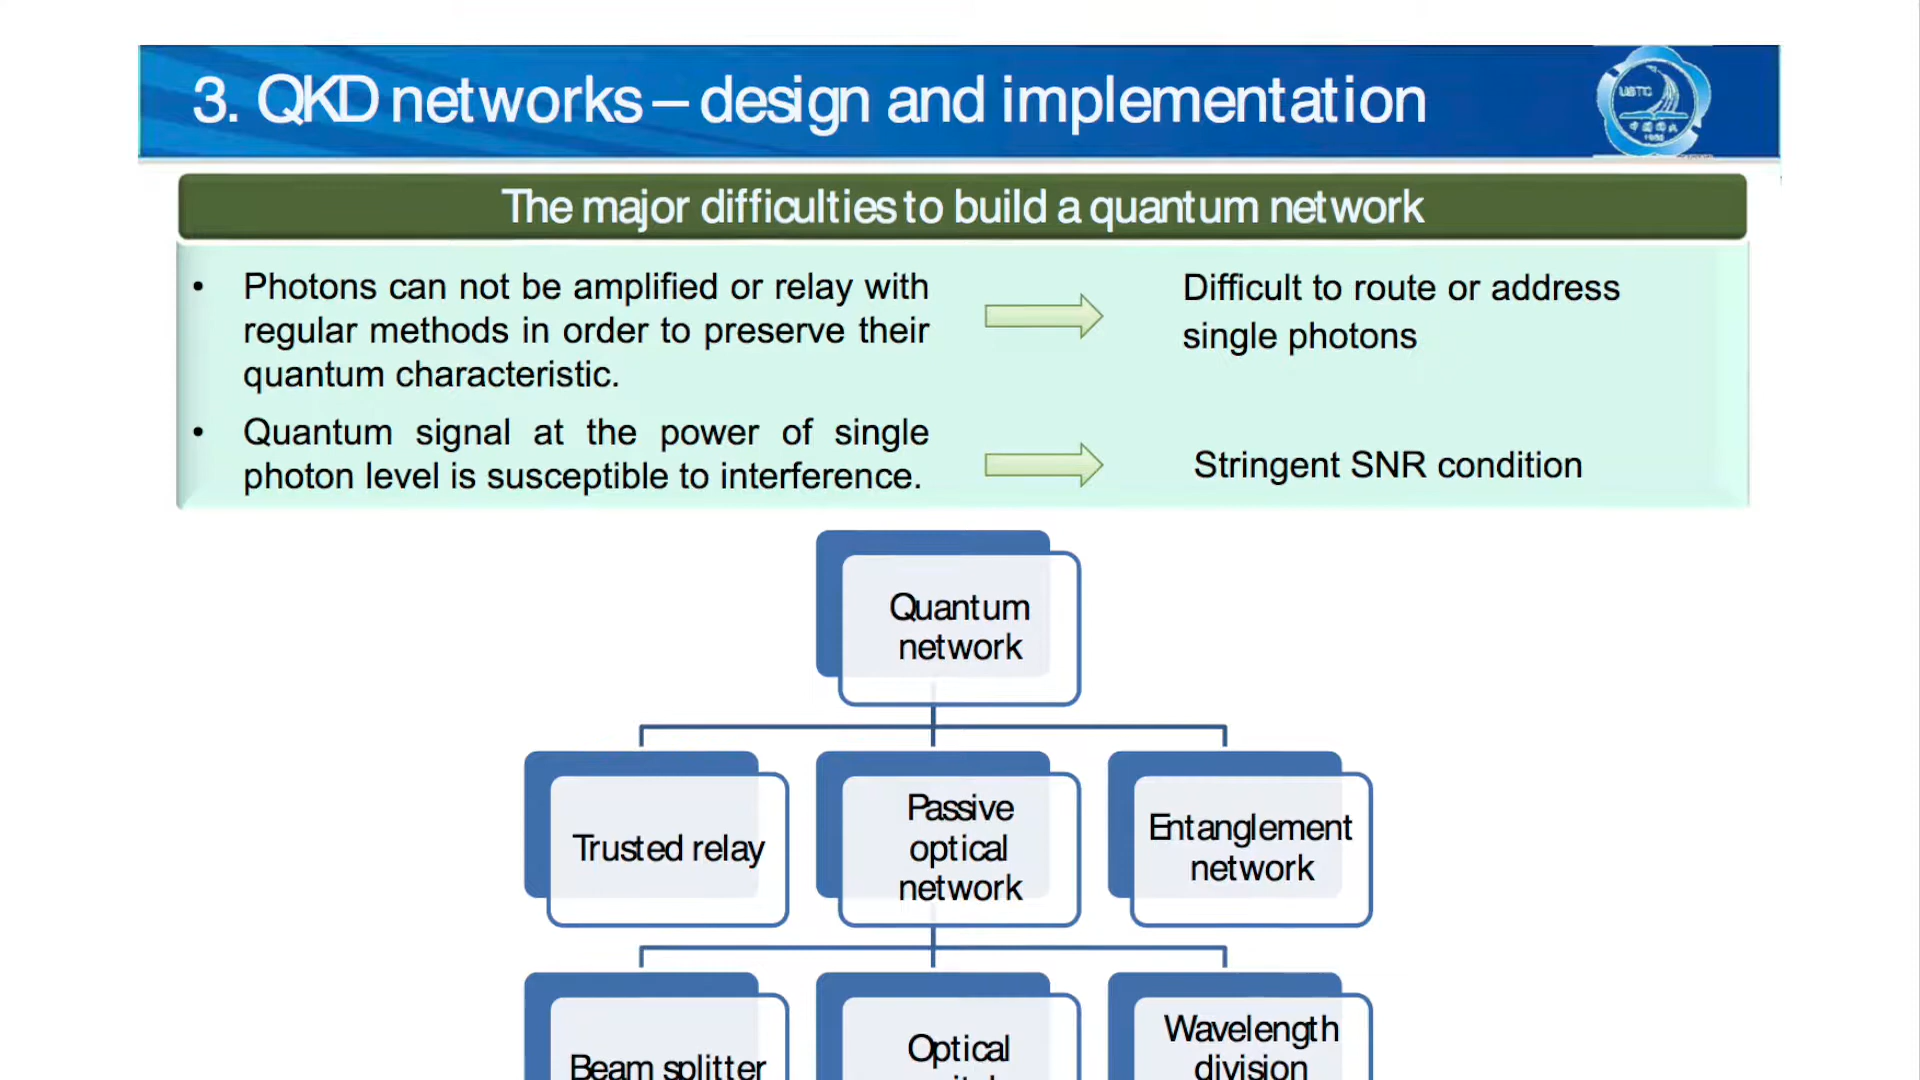 3. QKD networks – design and implementation
USTC
1958
The major difficulties to build a quantum network
• Photons can not be amplified or relay with
regular methods in order to preserve their
quantum characteristic.
Difficult to route or address
single photons
• Quantum signal at the power of single
photon level is susceptible to interference.
Stringent SNR condition
Quantum
network
Trusted relay
Passive
optical
network
Entanglement
network
Beam splitter
Optical
Wavelength
division